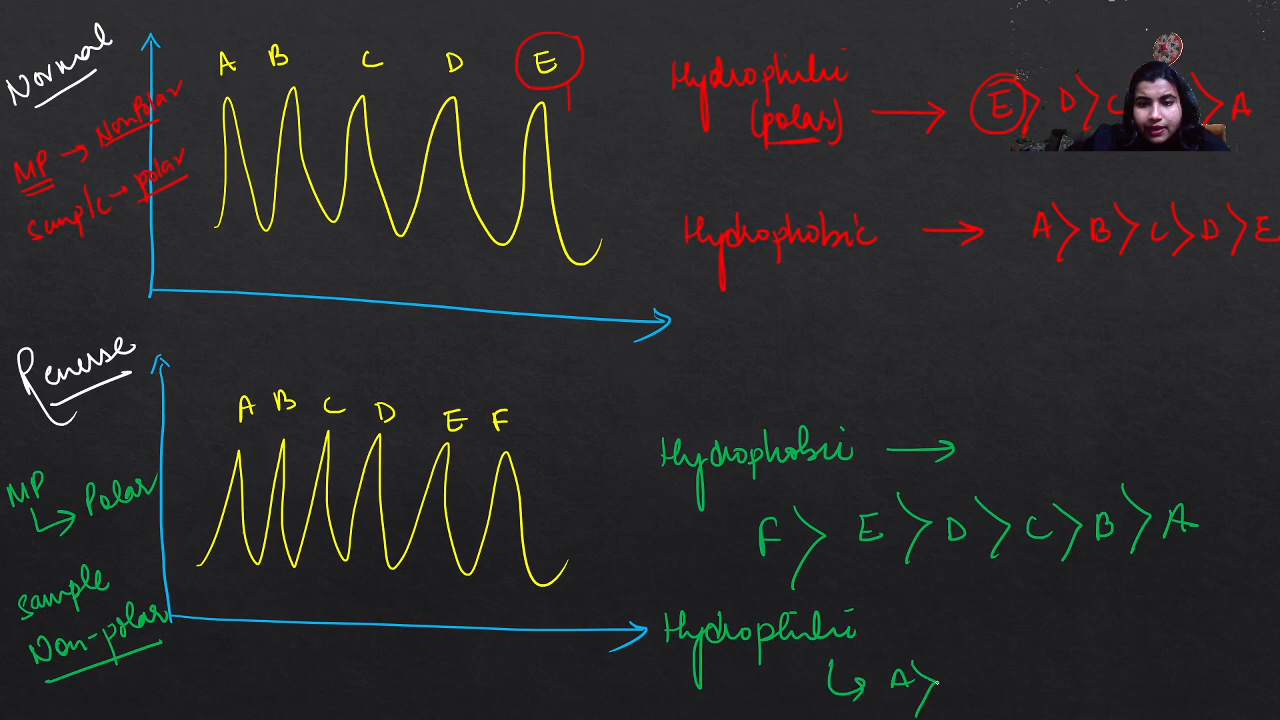 Normal
MP → NonPolar
Sample → polar
A B C D E
Hydrophilic
(polar) → E > D > C > A
Hydrophobic → A > B > C > D > E
Reverse
MP
↳ Polar
Sample
Non-polar
A B C D E F
Hydrophobic →
F > E > D > C > B > A
Hydrophilic
↳ A >